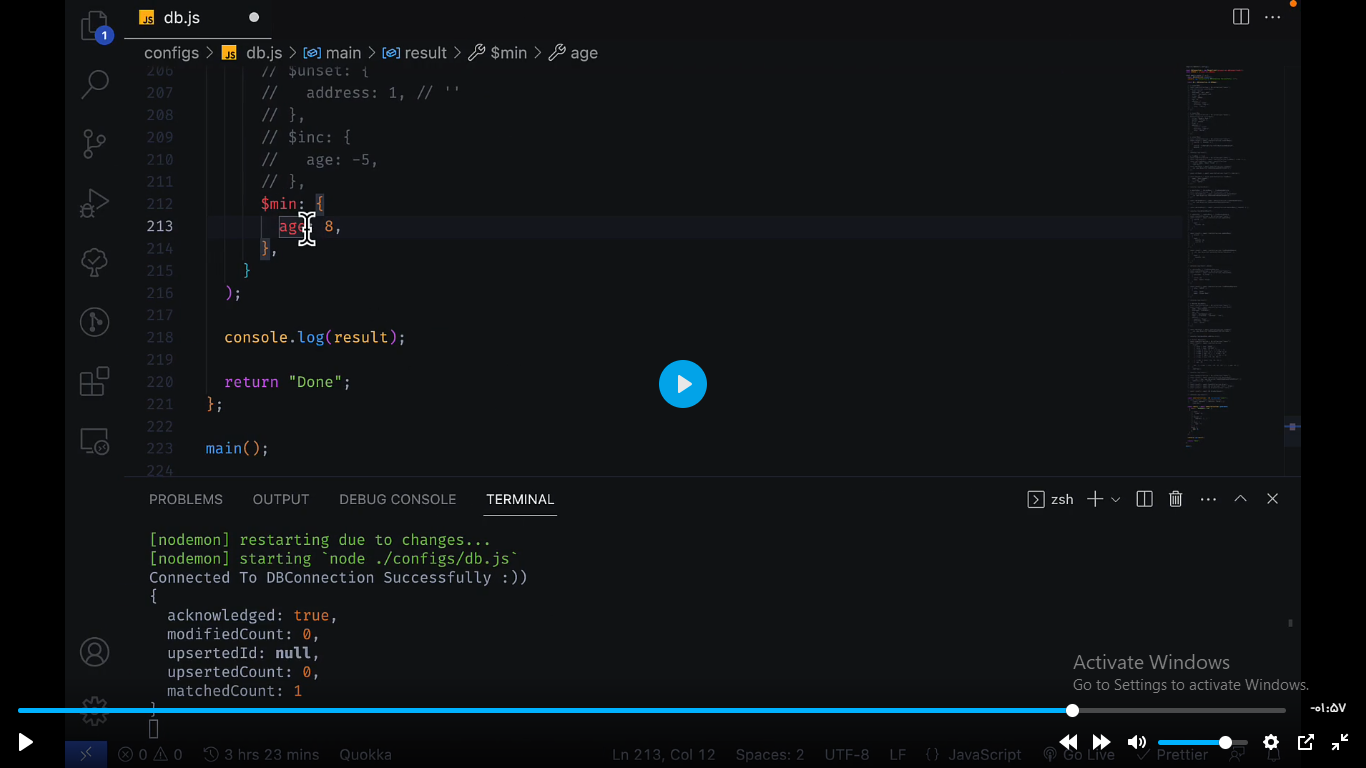 1
JS db.js
configs > JS db.js > main > result > $min > age
206 // $unset: {
207 // address: 1, // ''
208 // },
209 // $inc: {
210 // age: -5,
211 // },
212 $min: {
213 age: 8,
214 },
215 }
216 );
217
218 console.log(result);
219
220 return "Done";
221 };
222
223 main();
224
PROBLEMS OUTPUT DEBUG CONSOLE TERMINAL zsh
[nodemon] restarting due to changes...
[nodemon] starting `node ./configs/db.js`
Connected To DBConnection Successfully :))
{
acknowledged: true,
modifiedCount: 0,
upsertedId: null,
upsertedCount: 0,
matchedCount: 1
}
Activate Windows
Go to Settings to activate Windows.
-۰۱:۵۷
0 0 3 hrs 23 mins Quokka Ln 213, Col 12 Spaces: 2 UTF-8 LF {} JavaScript Go Live Prettier